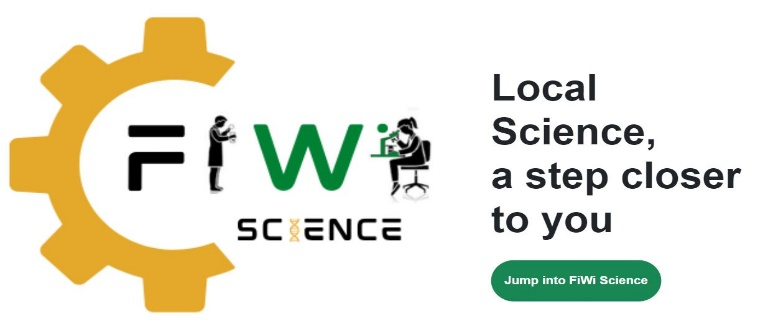 FiWi
SCIENCE
Local
Science,
a step closer
to you
Jump into FiWi Science